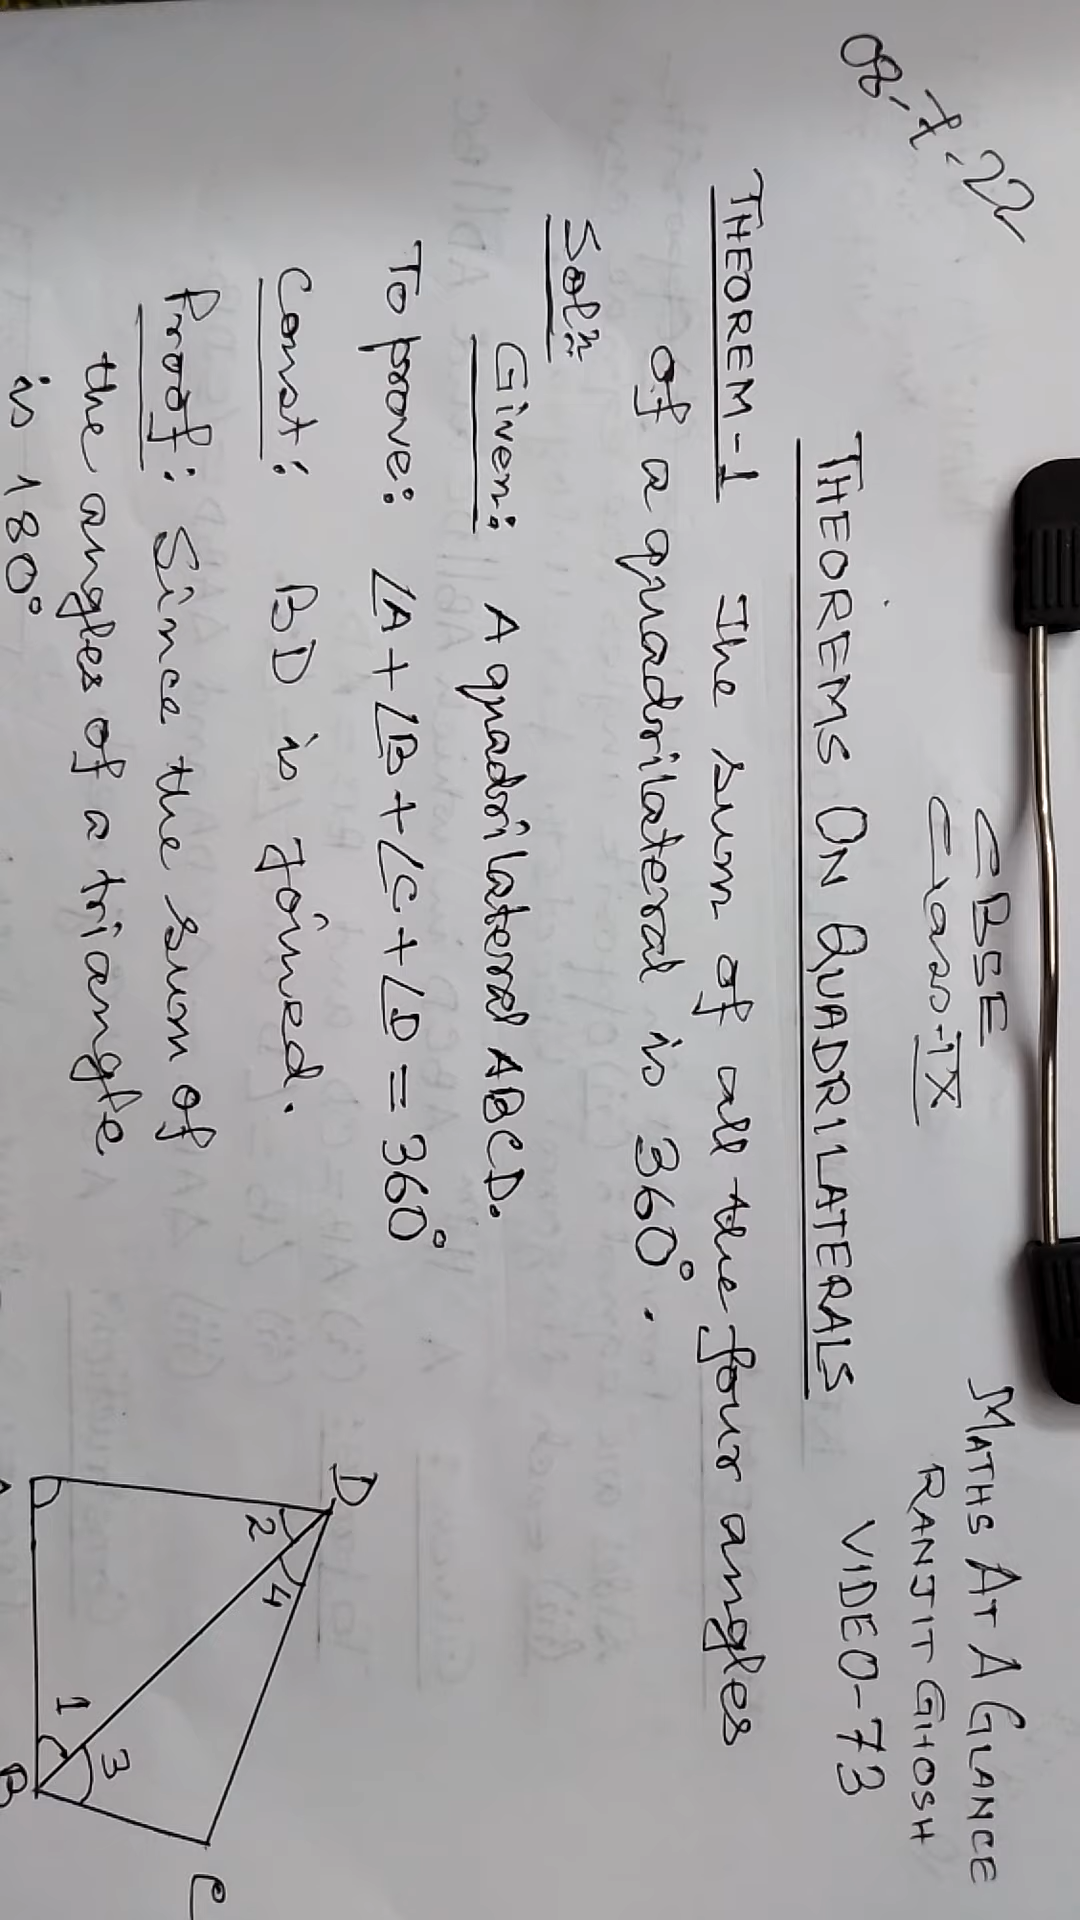 08.7.22
CBSE
Class-IX
MATHS AT A GLANCE
RANJIT GHOSH
VIDEO-73
THEOREMS ON QUADRILATERALS
THEOREM-1 The sum of all the four angles
of a quadrilateral is 360°.
Solⁿ
Given: A quadrilateral ABCD.
To prove: ∠A+∠B+∠C+∠D=360°
Const: BD is joined.
Proof: Since the sum of
the angles of a triangle
is 180°
D
2
4
1
3
B
C